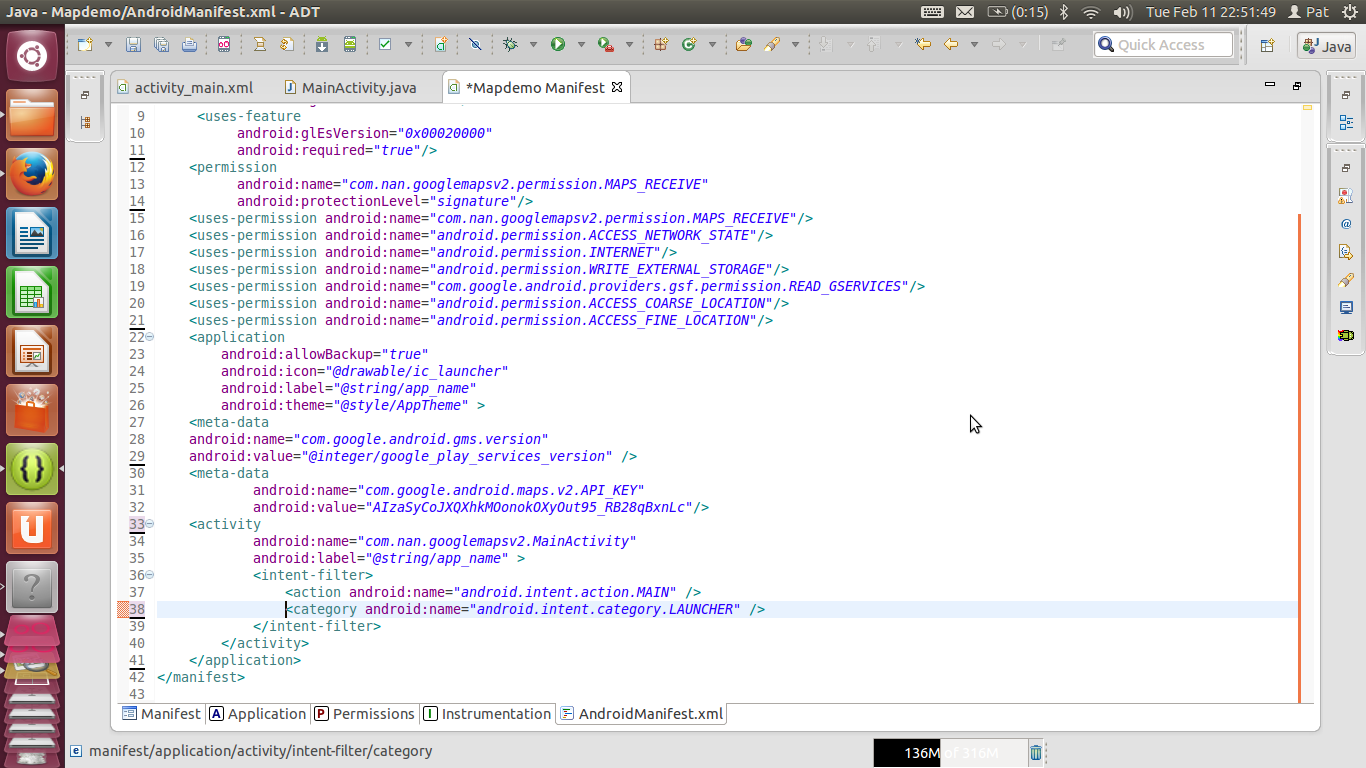 Java - Mapdemo/AndroidManifest.xml - ADT
(0:15)
Tue Feb 11 22:51:49
Pat
Quick Access
Java
activity_main.xml
MainActivity.java
*Mapdemo Manifest
9 <uses-feature
10 android:glEsVersion="0x00020000"
11 android:required="true"/>
12 <permission
13 android:name="com.nan.googlemapsv2.permission.MAPS_RECEIVE"
14 android:protectionLevel="signature"/>
15 <uses-permission android:name="com.nan.googlemapsv2.permission.MAPS_RECEIVE"/>
16 <uses-permission android:name="android.permission.ACCESS_NETWORK_STATE"/>
17 <uses-permission android:name="android.permission.INTERNET"/>
18 <uses-permission android:name="android.permission.WRITE_EXTERNAL_STORAGE"/>
19 <uses-permission android:name="com.google.android.providers.gsf.permission.READ_GSERVICES"/>
20 <uses-permission android:name="android.permission.ACCESS_COARSE_LOCATION"/>
21 <uses-permission android:name="android.permission.ACCESS_FINE_LOCATION"/>
22 <application
23 android:allowBackup="true"
24 android:icon="@drawable/ic_launcher"
25 android:label="@string/app_name"
26 android:theme="@style/AppTheme" >
27 <meta-data
28 android:name="com.google.android.gms.version"
29 android:value="@integer/google_play_services_version" />
30 <meta-data
31 android:name="com.google.android.maps.v2.API_KEY"
32 android:value="AIzaSyCoJXQXhkMOonokOXyOut95_RB28qBxnLc"/>
33 <activity
34 android:name="com.nan.googlemapsv2.MainActivity"
35 android:label="@string/app_name" >
36 <intent-filter>
37 <action android:name="android.intent.action.MAIN" />
38 <category android:name="android.intent.category.LAUNCHER" />
39 </intent-filter>
40 </activity>
41 </application>
42 </manifest>
43
Manifest
Application
Permissions
Instrumentation
AndroidManifest.xml
manifest/application/activity/intent-filter/category
136M of 316M